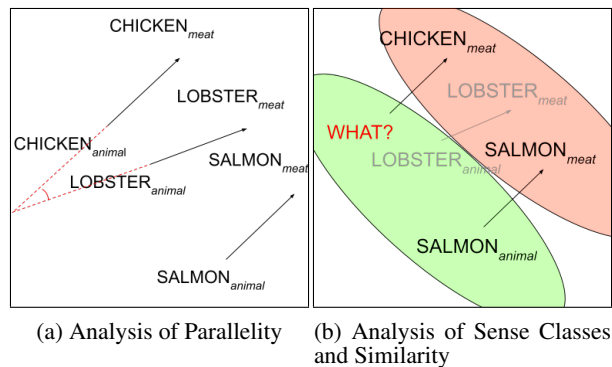 CHICKENmeat
LOBSTERmeat
CHICKENanimal
SALMONmeat
LOBSTERanimal
SALMONanimal
(a) Analysis of Parallelity
CHICKENmeat
LOBSTERmeat
WHAT?
SALMONmeat
LOBSTERanimal
SALMONanimal
(b) Analysis of Sense Classes
and Similarity